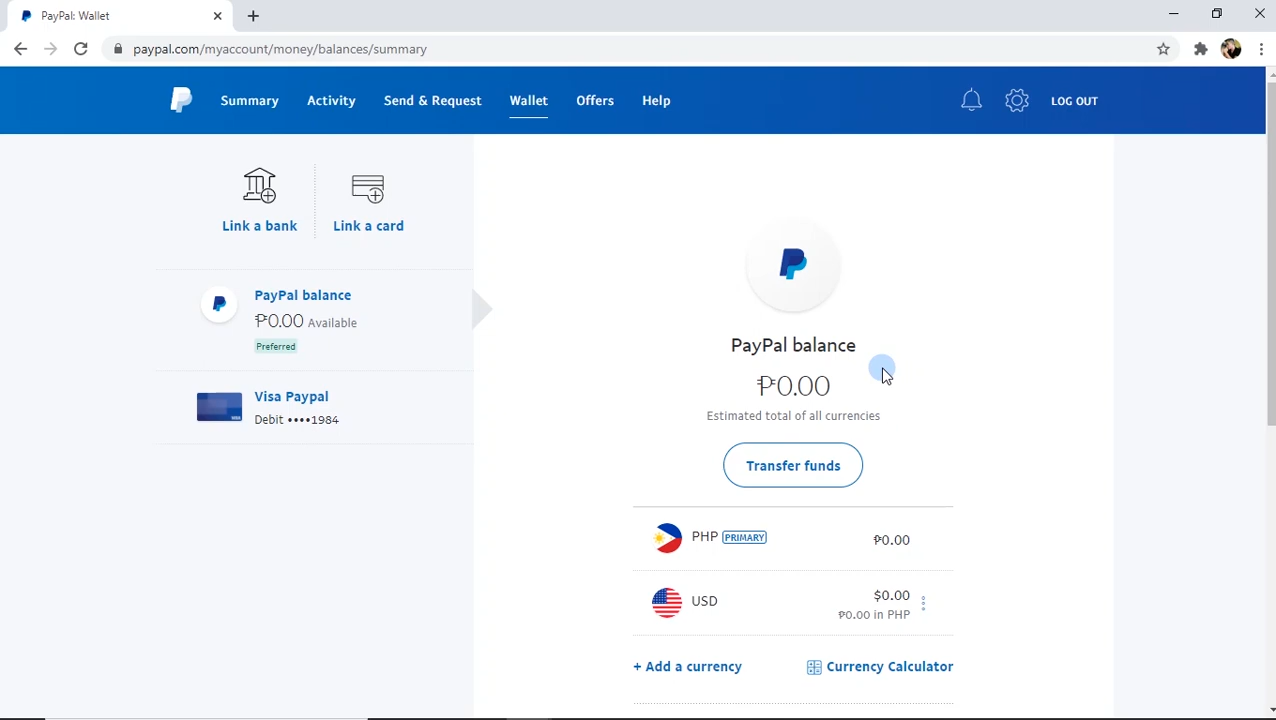 PayPal: Wallet
paypal.com/myaccount/money/balances/summary
Summary Activity Send & Request Wallet Offers Help LOG OUT
Link a bank Link a card
PayPal balance
₱0.00 Available
Preferred
Visa Paypal
Debit ••••1984
PayPal balance
₱0.00
Estimated total of all currencies
Transfer funds
PHP PRIMARY ₱0.00
USD $0.00
₱0.00 in PHP
+ Add a currency Currency Calculator